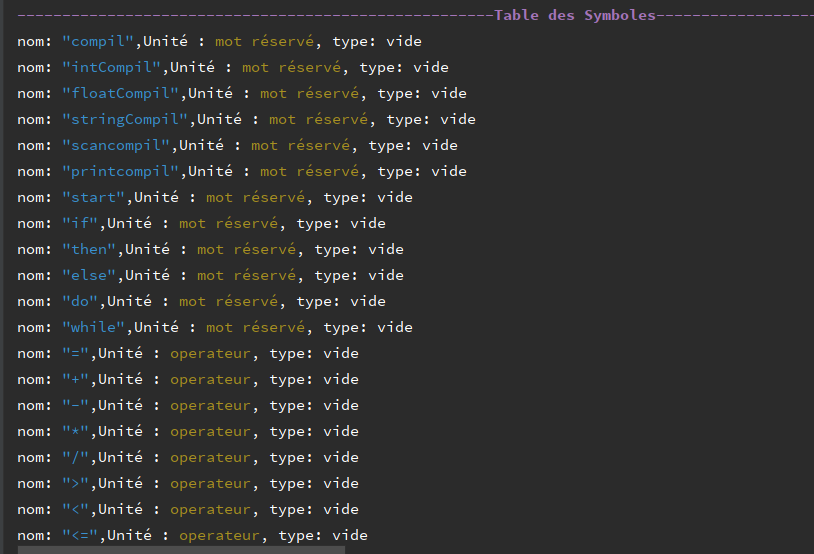 -----------------------------------------------------Table des Symboles------------------
nom: "compil",Unité : mot réservé, type: vide
nom: "intCompil",Unité : mot réservé, type: vide
nom: "floatCompil",Unité : mot réservé, type: vide
nom: "stringCompil",Unité : mot réservé, type: vide
nom: "scancompil",Unité : mot réservé, type: vide
nom: "printcompil",Unité : mot réservé, type: vide
nom: "start",Unité : mot réservé, type: vide
nom: "if",Unité : mot réservé, type: vide
nom: "then",Unité : mot réservé, type: vide
nom: "else",Unité : mot réservé, type: vide
nom: "do",Unité : mot réservé, type: vide
nom: "while",Unité : mot réservé, type: vide
nom: "=",Unité : operateur, type: vide
nom: "+",Unité : operateur, type: vide
nom: "-",Unité : operateur, type: vide
nom: "*",Unité : operateur, type: vide
nom: "/",Unité : operateur, type: vide
nom: ">",Unité : operateur, type: vide
nom: "<",Unité : operateur, type: vide
nom: "<=",Unité : operateur, type: vide